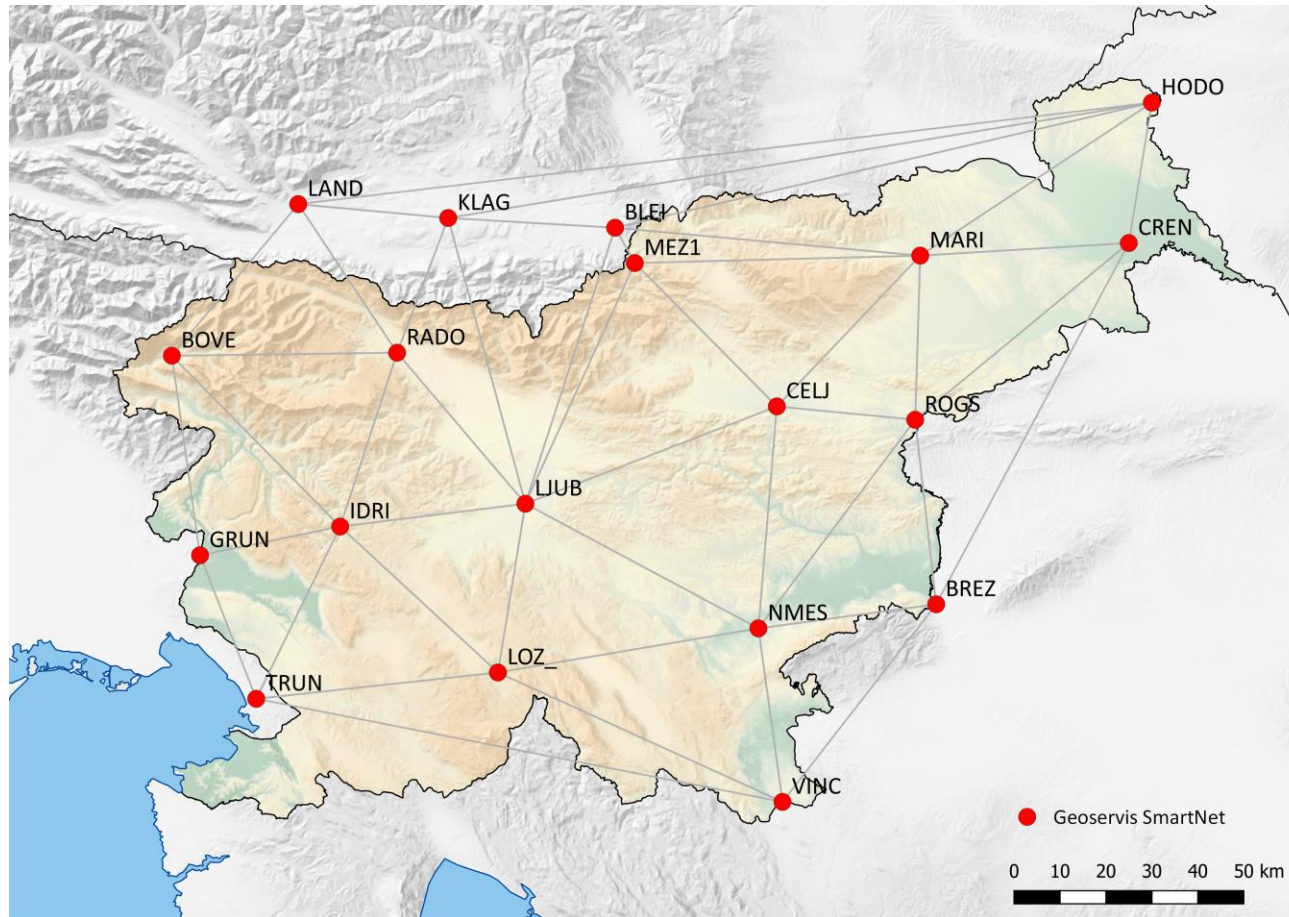 HODO
LAND
KLAG
BLEI
MEZ1
MARI
CREN
BOVE
RADO
CELJ
ROGS
LJUB
IDRI
GRUN
BREZ
NMES
LOZ_
TRUN
VINC
Geoservis SmartNet
0 10 20 30 40 50 km